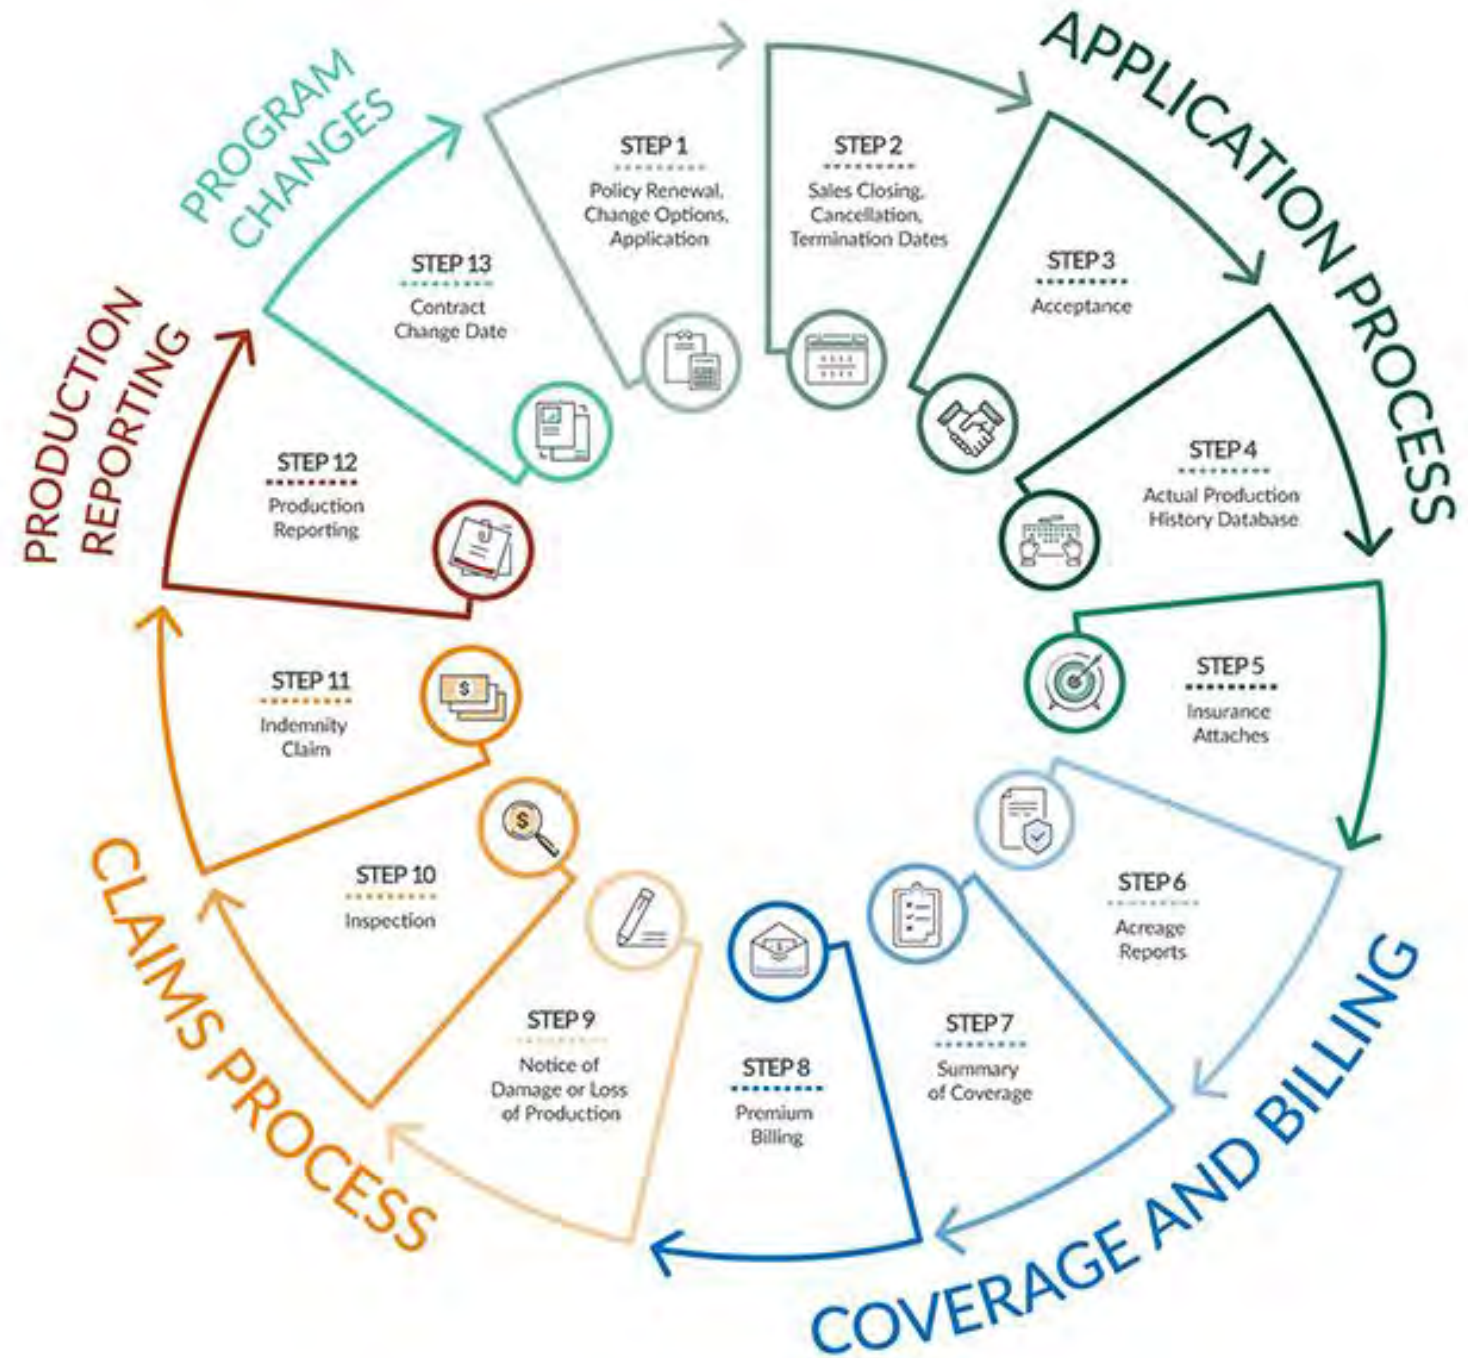 PROGRAM
CHANGES
APPLICATION PROCESS
STEP 1
Policy Renewal,
Change Options,
Application
STEP 2
Sales Closing,
Cancellation,
Termination Dates
STEP 3
Acceptance
STEP 4
Actual Production
History Database
STEP 5
Insurance
Attaches
COVERAGE AND BILLING
STEP 6
Acreage
Reports
STEP 7
Summary
of Coverage
STEP 8
Premium
Billing
CLAIMS PROCESS
STEP 9
Notice of
Damage or Loss
of Production
STEP 10
Inspection
$
STEP 11
Indemnity
Claim
$
PRODUCTION
REPORTING
STEP 12
Production
Reporting
STEP 13
Contract
Change Date